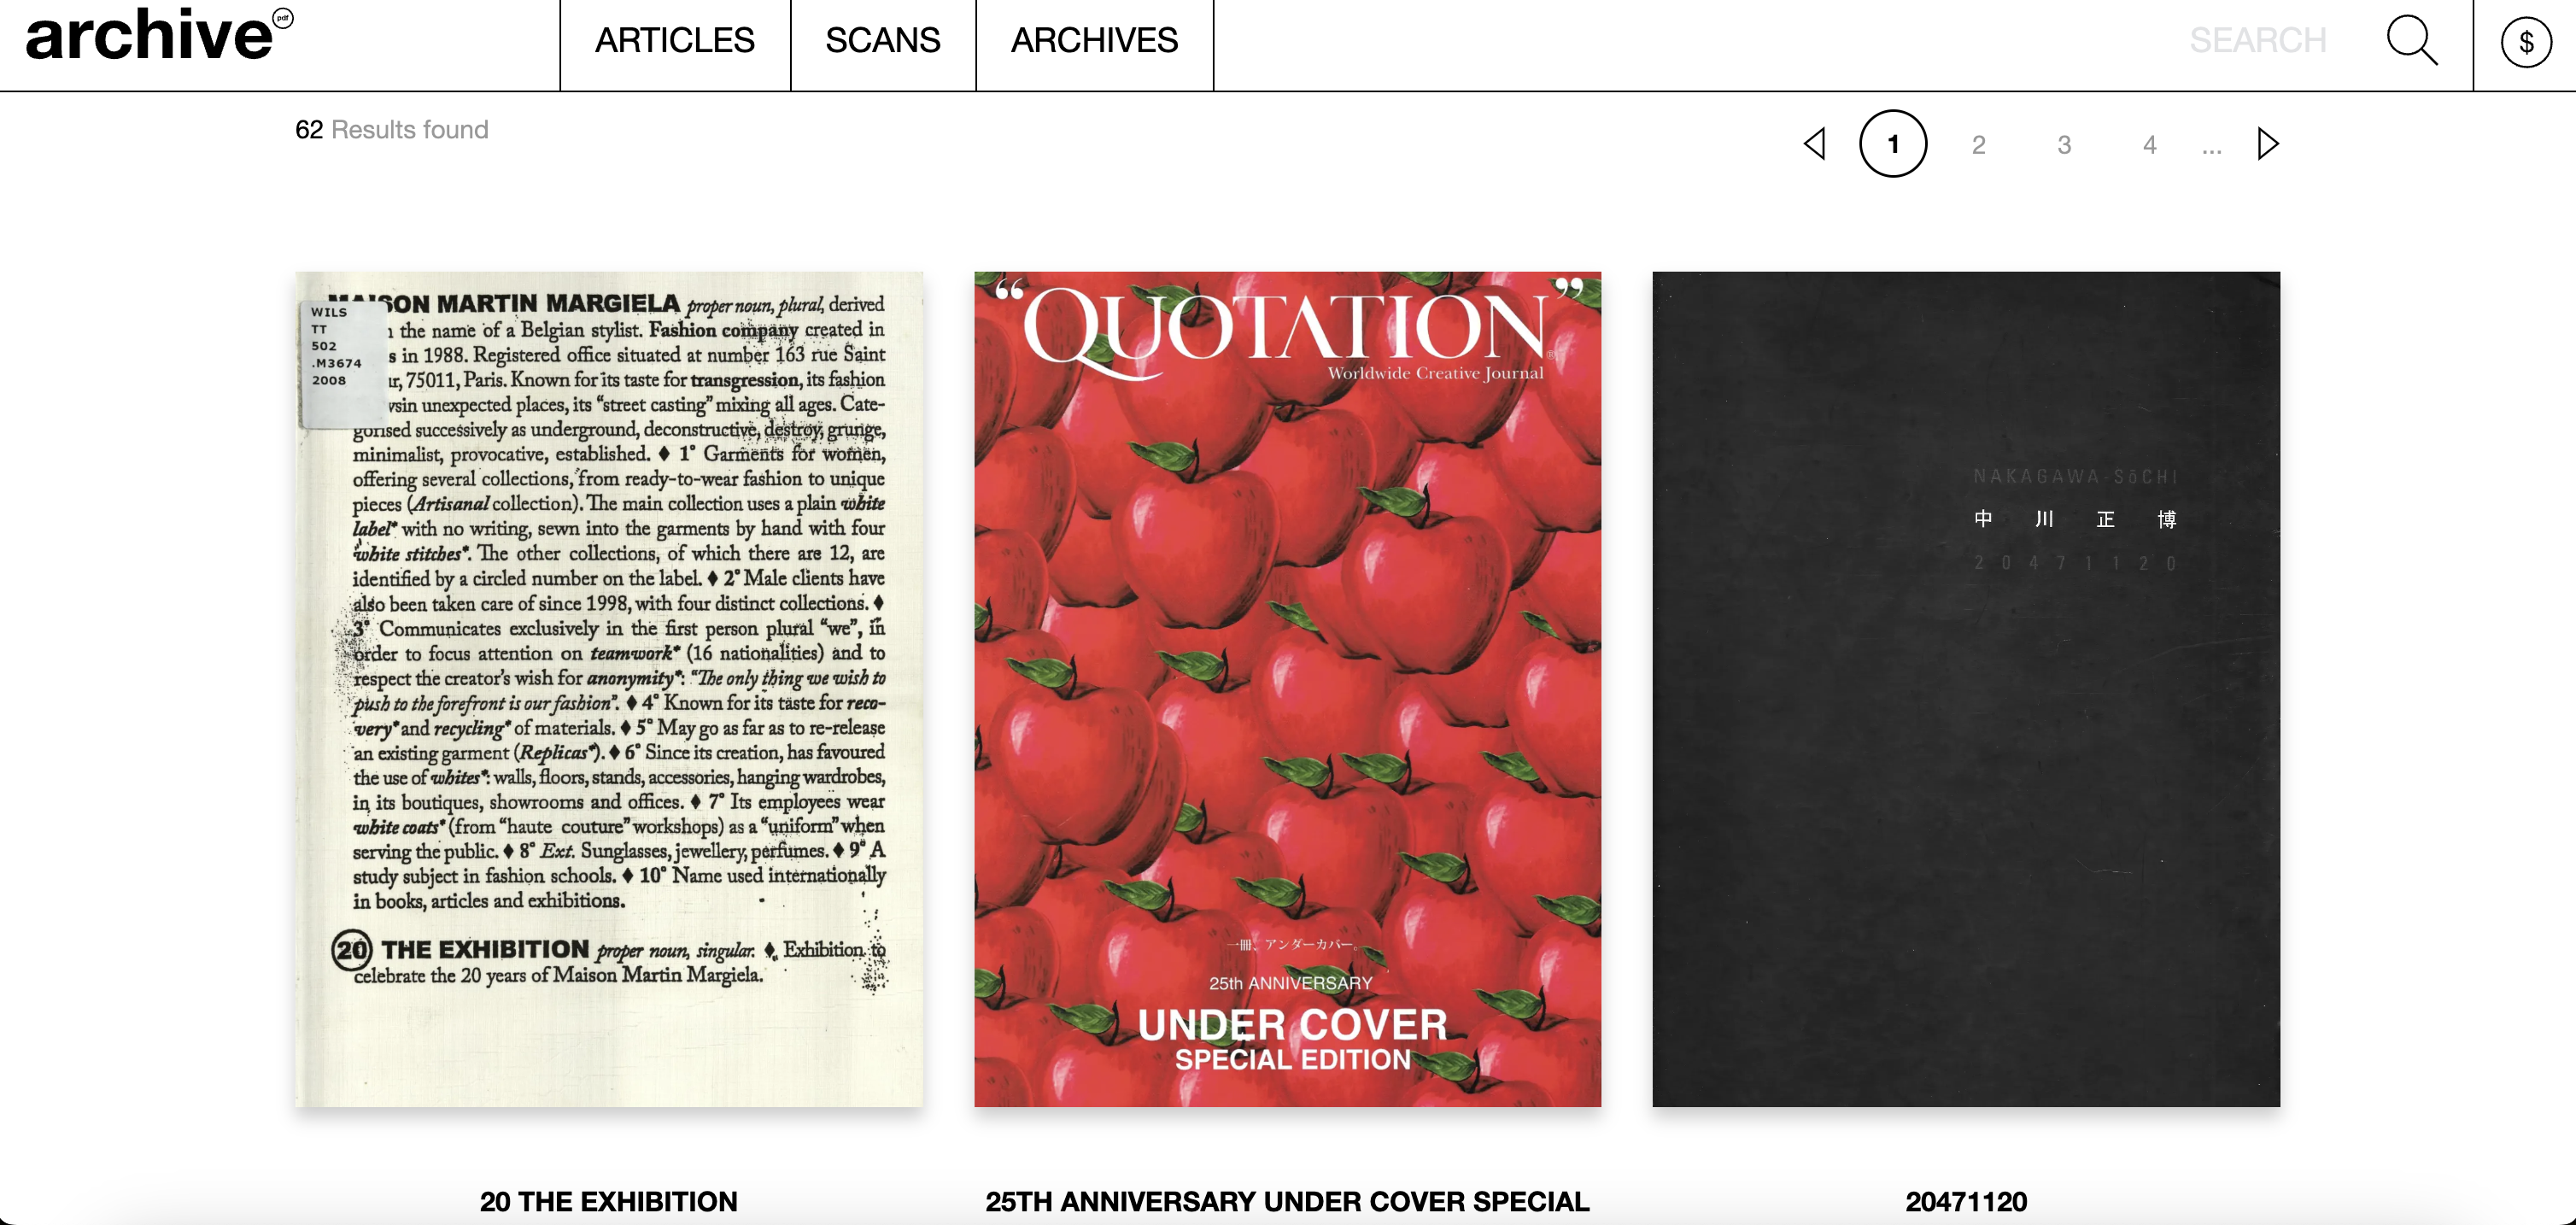 archive pdf
ARTICLES
SCANS
ARCHIVES
SEARCH
$
62 Results found
1 2 3 4 ...
WILS
TT
502
.M3674
2008
SON MARTIN MARGIELA proper noun, plural, derived
the name of a Belgian stylist. Fashion company created in
s in 1988. Registered office situated at number 163 rue Saint
ur, 75011, Paris. Known for its taste for transgression, its fashion
wsin unexpected places, its “street casting” mixing all ages. Cate-
gorised successively as underground, deconstructive, destroy, grunge,
minimalist, provocative, established. ♦ 1° Garments for women,
offering several collections, from ready-to-wear fashion to unique
pieces (Artisanal collection). The main collection uses a plain white
label* with no writing, sewn into the garments by hand with four
white stitches*. The other collections, of which there are 12, are
identified by a circled number on the label. ♦ 2° Male clients have
also been taken care of since 1998, with four distinct collections. ♦
3° Communicates exclusively in the first person plural “we”, in
order to focus attention on teamwork* (16 nationalities) and to
respect the creator’s wish for anonymity*: “The only thing we wish to
push to the forefront is our fashion”. ♦ 4° Known for its taste for reco-
very* and recycling* of materials. ♦ 5° May go as far as to re-release
an existing garment (Replicas*). ♦ 6° Since its creation, has favoured
the use of whites*: walls, floors, stands, accessories, hanging wardrobes,
in its boutiques, showrooms and offices. ♦ 7° Its employees wear
white coats* (from “haute couture” workshops) as a “uniform” when
serving the public. ♦ 8° Ext. Sunglasses, jewellery, perfumes. ♦ 9° A
study subject in fashion schools. ♦ 10° Name used internationally
in books, articles and exhibitions.
20 THE EXHIBITION proper noun, singular. ♦ Exhibition to
celebrate the 20 years of Maison Martin Margiela.
“QUOTATION”®
Worldwide Creative Journal
一冊、アンダーカバー。
25th ANNIVERSARY
UNDER COVER
SPECIAL EDITION
NAKAGAWA-SōCHI
中川正博
20471120
20 THE EXHIBITION
25TH ANNIVERSARY UNDER COVER SPECIAL
20471120